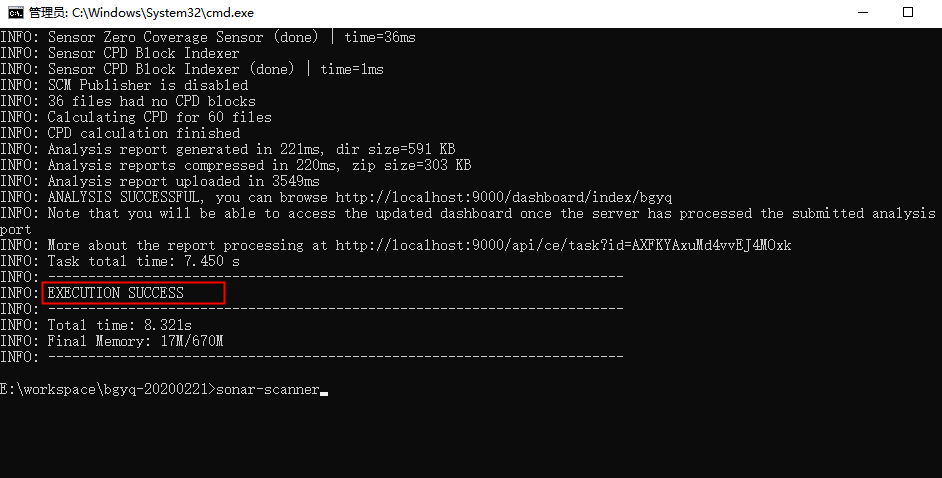 管理员: C:\Windows\System32\cmd.exe
INFO: Sensor Zero Coverage Sensor (done) | time=36ms
INFO: Sensor CPD Block Indexer
INFO: Sensor CPD Block Indexer (done) | time=1ms
INFO: SCM Publisher is disabled
INFO: 36 files had no CPD blocks
INFO: Calculating CPD for 60 files
INFO: CPD calculation finished
INFO: Analysis report generated in 221ms, dir size=591 KB
INFO: Analysis reports compressed in 220ms, zip size=303 KB
INFO: Analysis report uploaded in 3549ms
INFO: ANALYSIS SUCCESSFUL, you can browse http://localhost:9000/dashboard/index/bgyq
INFO: Note that you will be able to access the updated dashboard once the server has processed the submitted analysis
port
INFO: More about the report processing at http://localhost:9000/api/ce/task?id=AXFKYAxuMd4vvEJ4MOxk
INFO: Task total time: 7.450 s
INFO: ------------------------------------------------------------------------
INFO: EXECUTION SUCCESS
INFO: ------------------------------------------------------------------------
INFO: Total time: 8.321s
INFO: Final Memory: 17M/670M
INFO: ------------------------------------------------------------------------
E:\workspace\bgyq-20200221>sonar-scanner